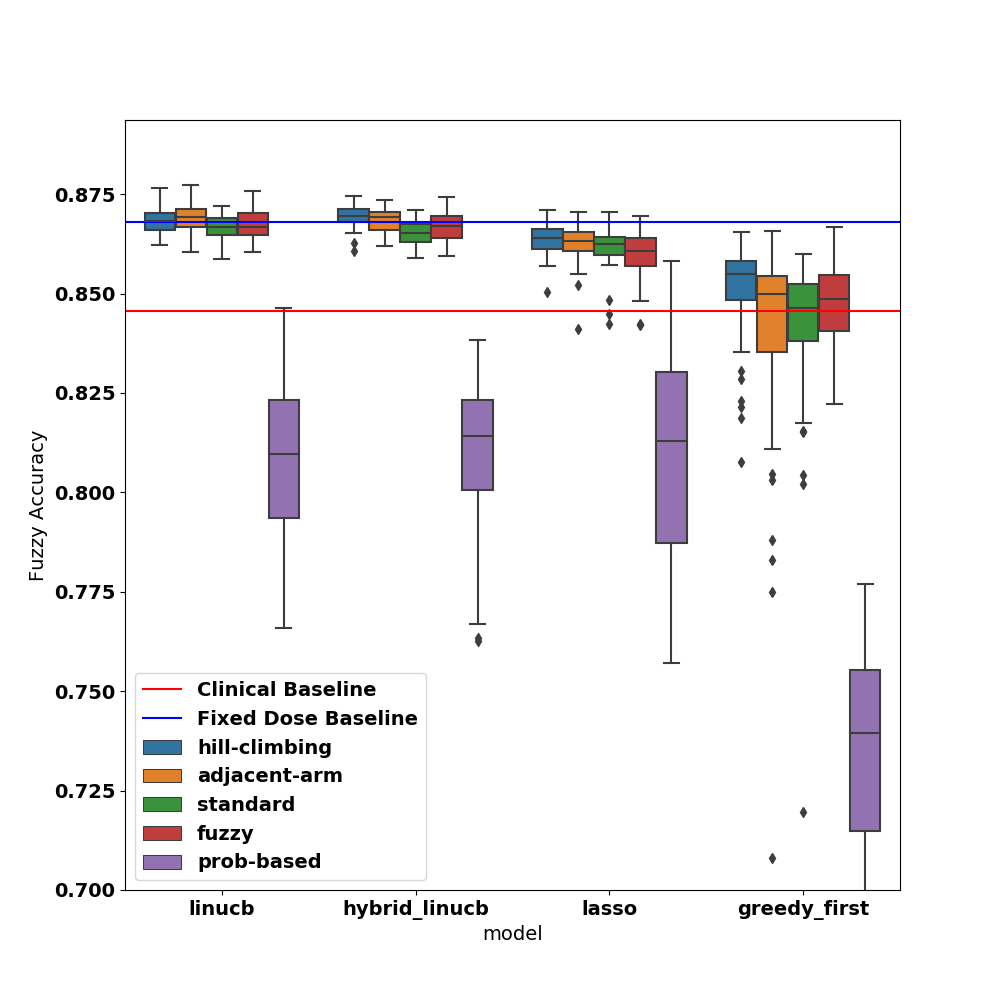 0.875
0.850
0.825
0.800
0.775
0.750
0.725
0.700
Fuzzy Accuracy
Clinical Baseline
Fixed Dose Baseline
hill-climbing
adjacent-arm
standard
fuzzy
prob-based
linucb
hybrid_linucb
lasso
greedy_first
model